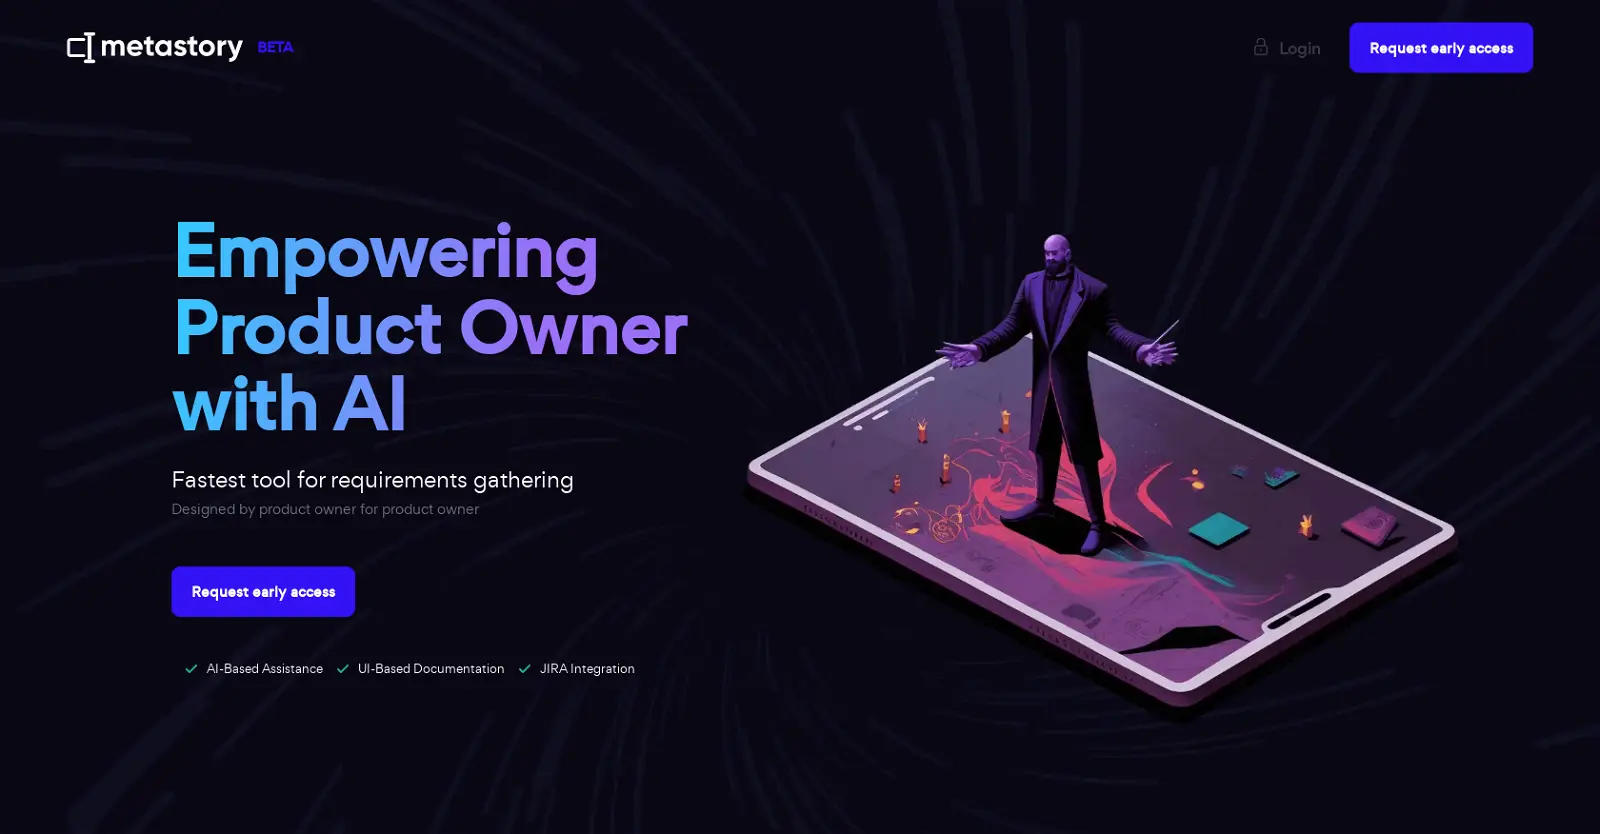 metastory BETA
Login
Request early access
Empowering
Product Owner
with AI
Fastest tool for requirements gathering
Designed by product owner for product owner
Request early access
AI-Based Assistance
UI-Based Documentation
JIRA Integration